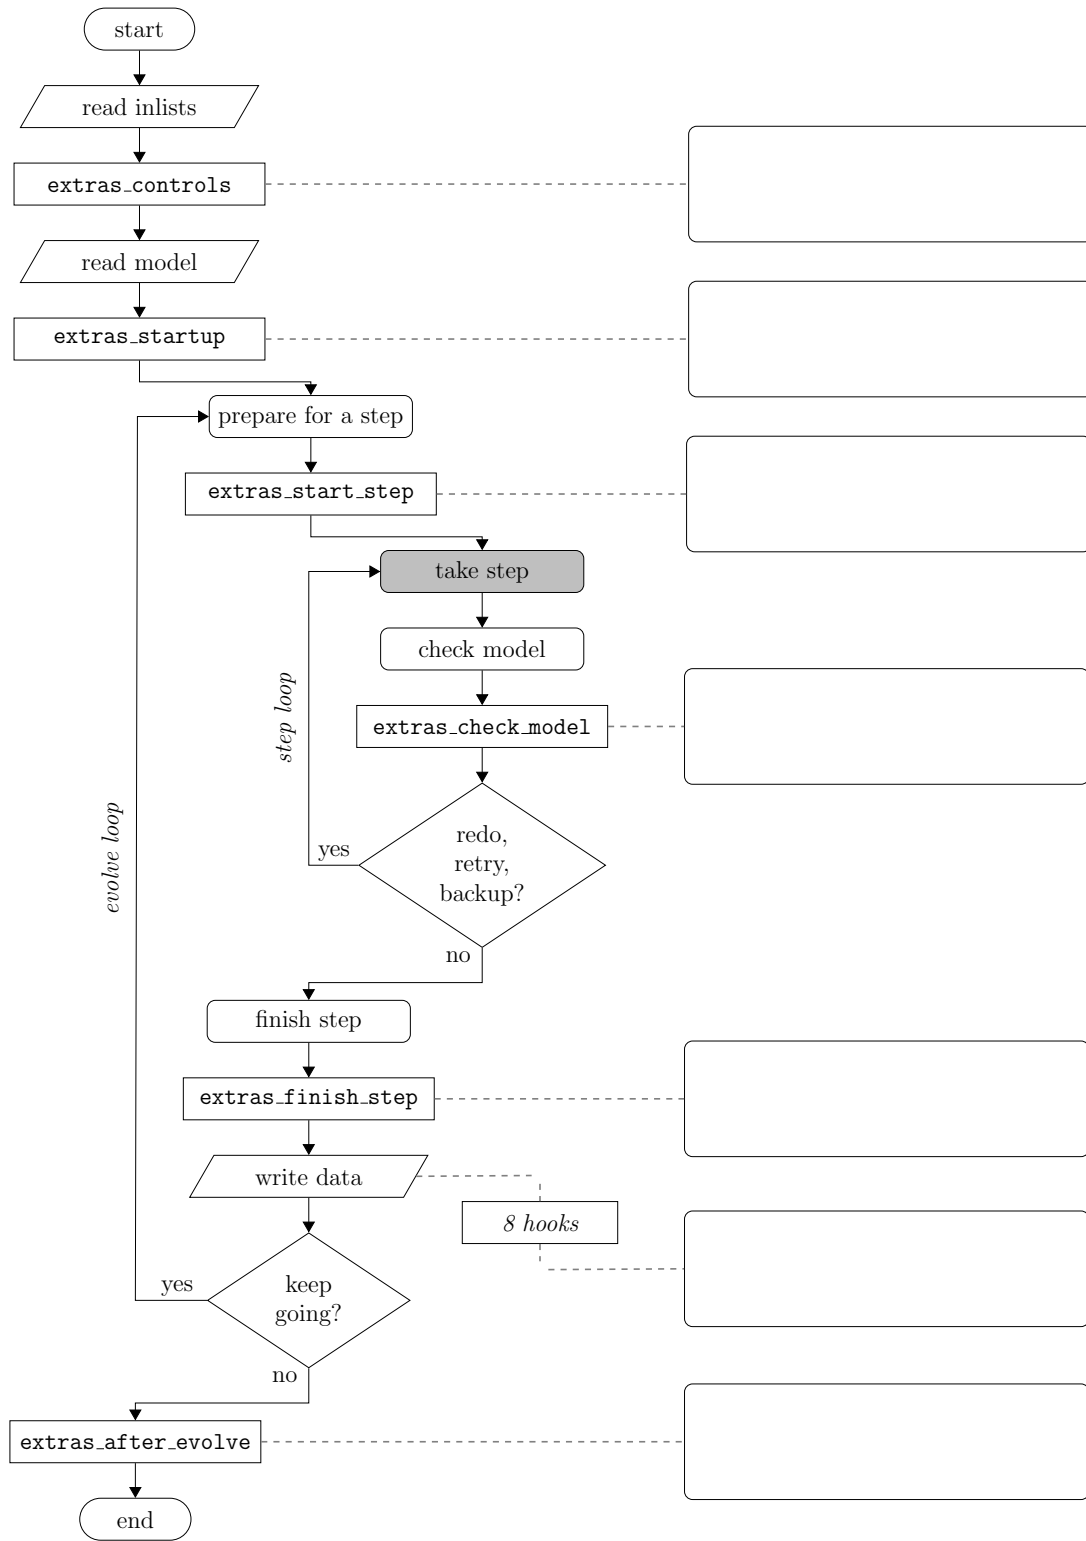 start
read inlists
extras_controls
read model
extras_startup
prepare for a step
extras_start_step
take step
check model
step loop
extras_check_model
evolve loop
redo,
retry,
backup?
yes
no
finish step
extras_finish_step
write data
8 hooks
yes
keep
going?
no
extras_after_evolve
end